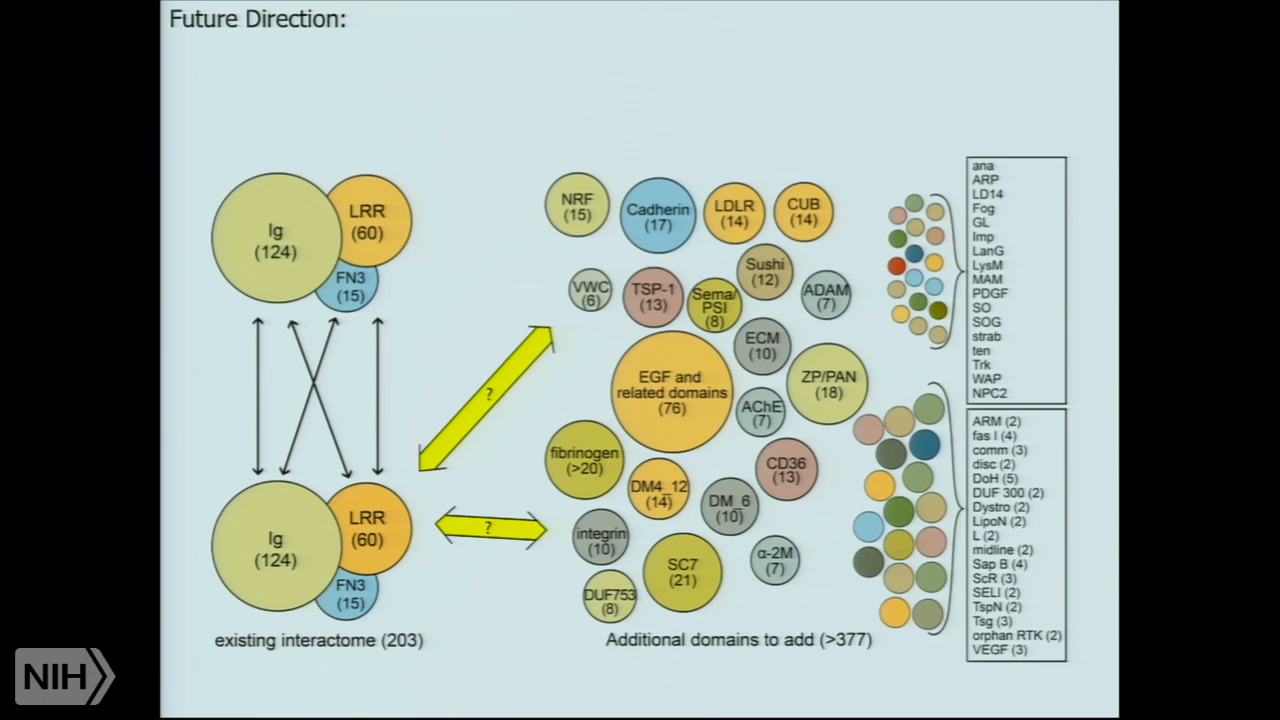 Future Direction:
Ig
(124)
LRR
(60)
FN3
(15)
Ig
(124)
LRR
(60)
FN3
(15)
existing interactome (203)
?
?
NRF
(15)
Cadherin
(17)
LDLR
(14)
CUB
(14)
VWC
(6)
TSP-1
(13)
Sema/
PSI
(8)
Sushi
(12)
ADAM
(7)
ECM
(10)
EGF and
related domains
(76)
AChE
(7)
ZP/PAN
(18)
fibrinogen
(>20)
DM4_12
(14)
DM_6
(10)
CD36
(13)
integrin
(10)
SC7
(21)
α-2M
(7)
DUF753
(8)
Additional domains to add (>377)
ana
ARP
LD14
Fog
GL
Imp
LanG
LysM
MAM
PDGF
SO
SOG
strab
ten
Trk
WAP
NPC2
ARM (2)
fas I (4)
comm (3)
disc (2)
DoH (5)
DUF 300 (2)
Dystro (2)
LipoN (2)
L (2)
midline (2)
Sap B (4)
ScR (3)
SELI (2)
TspN (2)
Tsg (3)
orphan RTK (2)
VEGF (3)
NIH